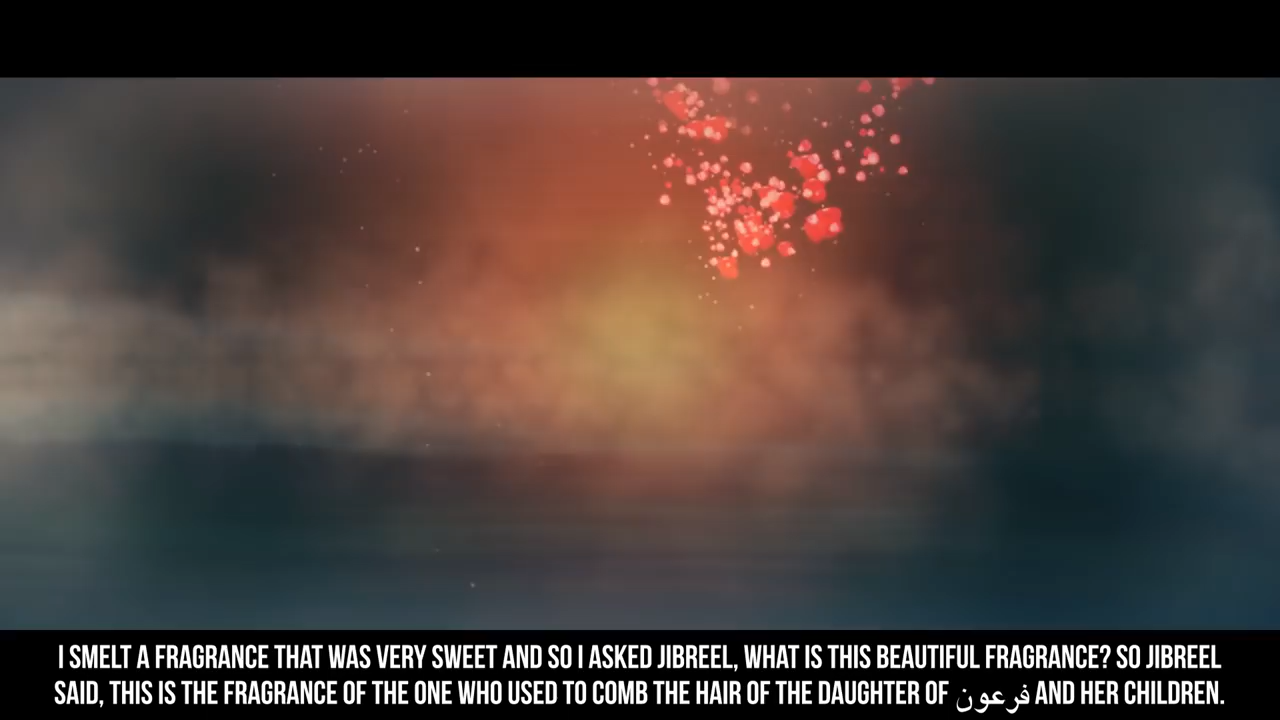 I SMELT A FRAGRANCE THAT WAS VERY SWEET AND SO I ASKED JIBREEL, WHAT IS THIS BEAUTIFUL FRAGRANCE? SO JIBREEL
SAID, THIS IS THE FRAGRANCE OF THE ONE WHO USED TO COMB THE HAIR OF THE DAUGHTER OF فرعون AND HER CHILDREN.